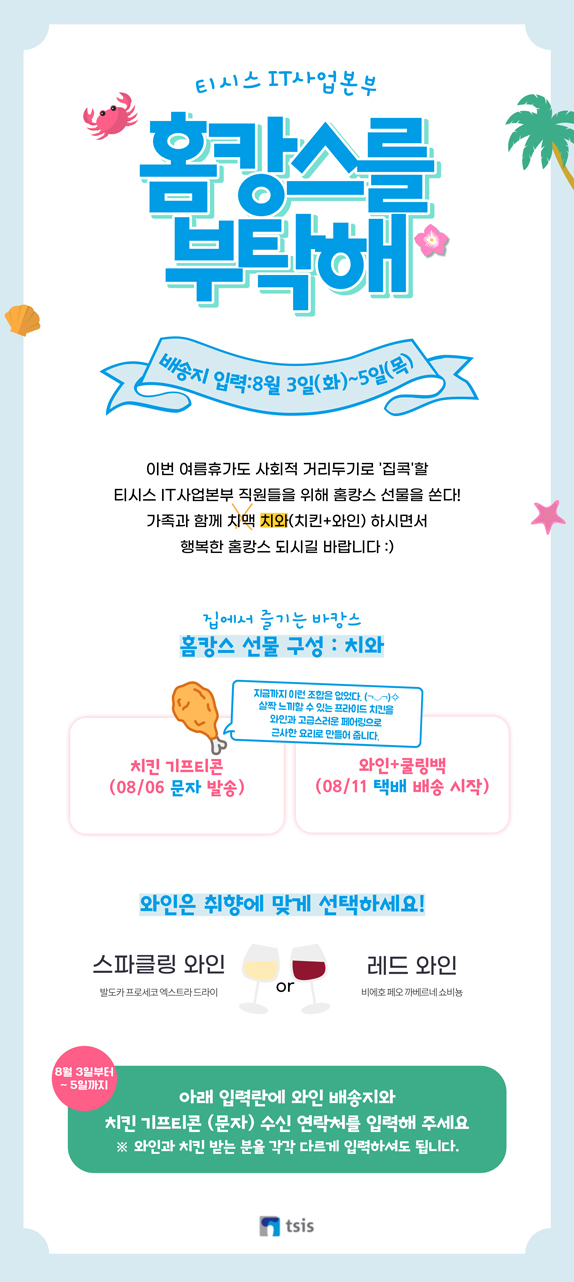 티시스 IT사업본부
홈캉스를
부탁해
배송지 입력:8월 3일(화)~5일(목)
이번 여름휴가도 사회적 거리두기로 '집콕'할
티시스 IT사업본부 직원들을 위해 홈캉스 선물을 쏜다!
가족과 함께 치맥 치와(치킨+와인) 하시면서
행복한 홈캉스 되시길 바랍니다 :)
집에서 즐기는 바캉스
홈캉스 선물 구성 : 치와
지금까지 이런 조합은 없었다. (¬‿¬)✧
살짝 느끼할 수 있는 프라이드 치킨을
와인과 고급스러운 페어링으로
근사한 요리로 만들어 줍니다.
치킨 기프티콘
(08/06 문자 발송)
와인+쿨링백
(08/11 택배 배송 시작)
와인은 취향에 맞게 선택하세요!
스파클링 와인
발도카 프로세코 엑스트라 드라이
or
레드 와인
비에호 페오 까베르네 쇼비뇽
8월 3일부터
~ 5일까지
아래 입력란에 와인 배송지와
치킨 기프티콘 (문자) 수신 연락처를 입력해 주세요
※ 와인과 치킨 받는 분을 각각 다르게 입력하셔도 됩니다.
tsis